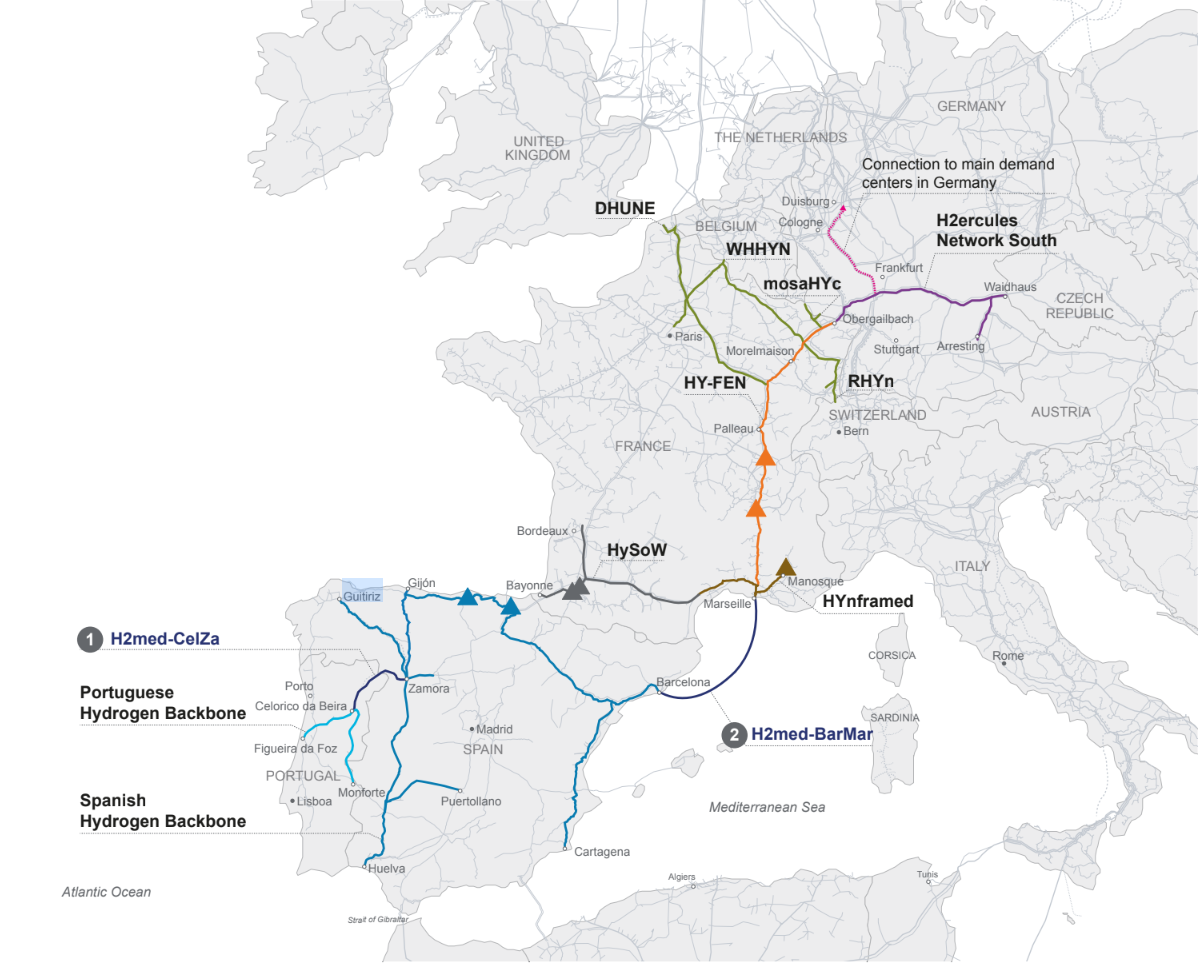 GERMANY
UNITED
KINGDOM
THE NETHERLANDS
Connection to main demand
centers in Germany
Duisburg
DHUNE
Cologne
BELGIUM
H2ercules
Network South
WHHYN
Frankfurt
mosaHYc
Waidhaus
CZECH
REPUBLIC
Obergailbach
Paris
Morelmaison
Stuttgart
Arresting
HY-FEN
RHYn
SWITZERLAND
AUSTRIA
Palleau
Bern
FRANCE
Bordeaux
HySoW
ITALY
Gijón
Bayonne
Manosque
Guitiriz
Marseille
HYnframed
1 H2med-CelZa
CORSICA
Rome
Porto
Zamora
Barcelona
Portuguese
Hydrogen Backbone
Celorico da Beira
SARDINIA
Madrid
2 H2med-BarMar
Figueira da Foz
SPAIN
PORTUGAL
Monforte
Lisboa
Puertollano
Mediterranean Sea
Spanish
Hydrogen Backbone
Cartagena
Huelva
Algiers
Tunis
Atlantic Ocean
Strait of Gibraltar